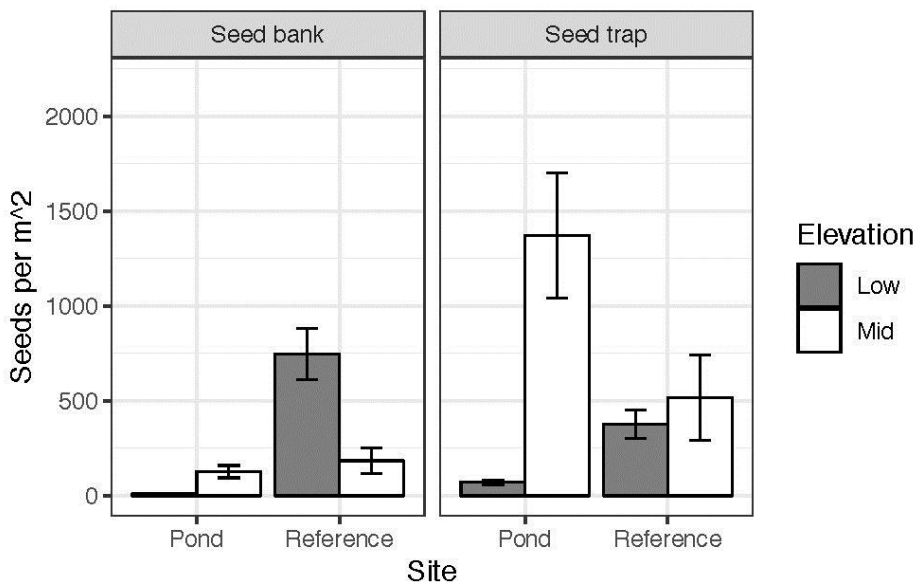 Seed bank
Seed trap
Seeds per m^2
2000
1500
1000
500
0
Pond
Reference
Pond
Reference
Site
Elevation
Low
Mid